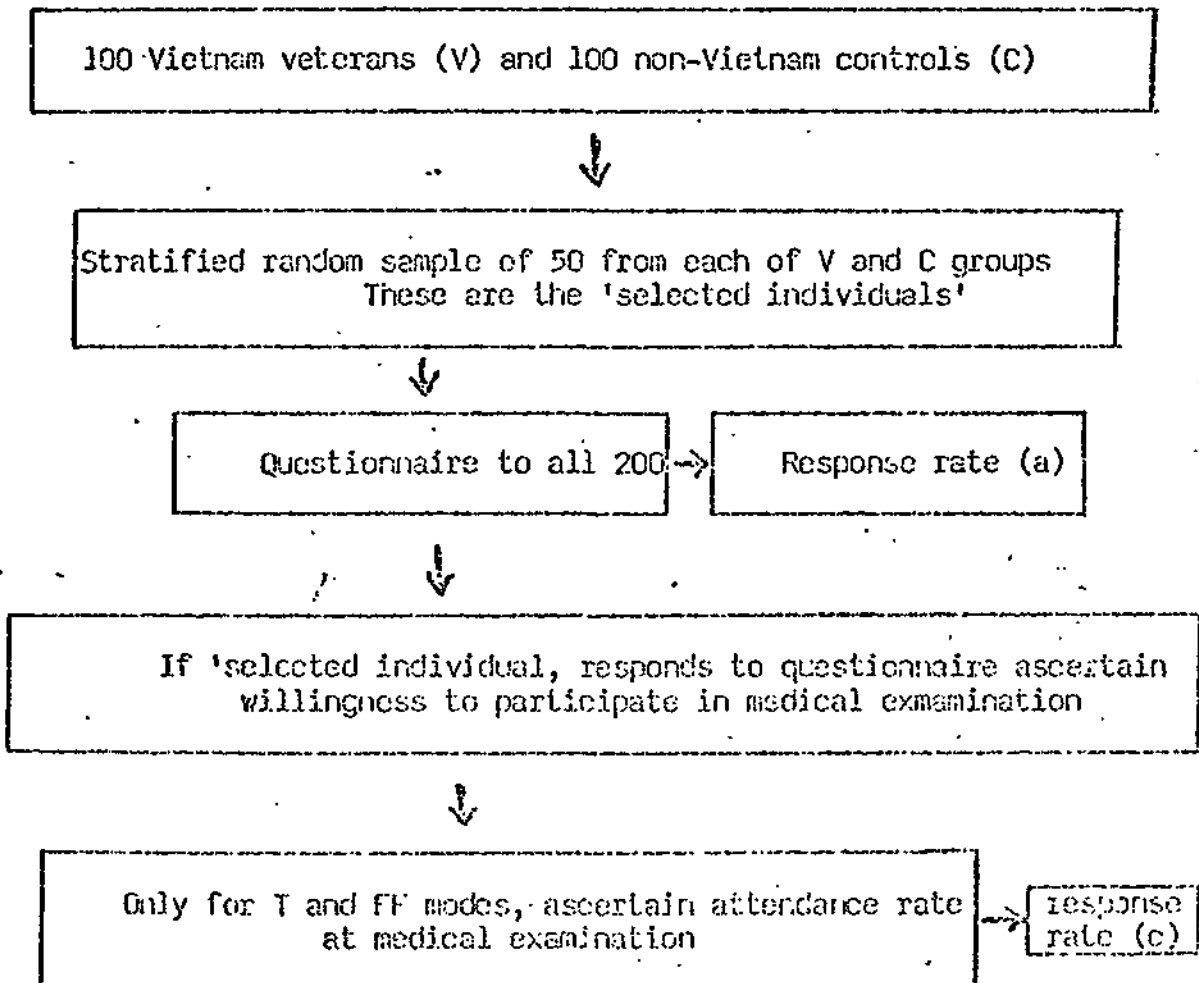 100 Vietnam veterans (V) and 100 non-Vietnam controls (C)
Stratified random sample of 50 from each of V and C groups
These are the 'selected individuals'
Questionnaire to all 200
Response rate (a)
If 'selected individual, responds to questionnaire ascertain
willingness to participate in medical exmamination
Only for T and FF modes, ascertain attendance rate
at medical examination
response
rate (c)